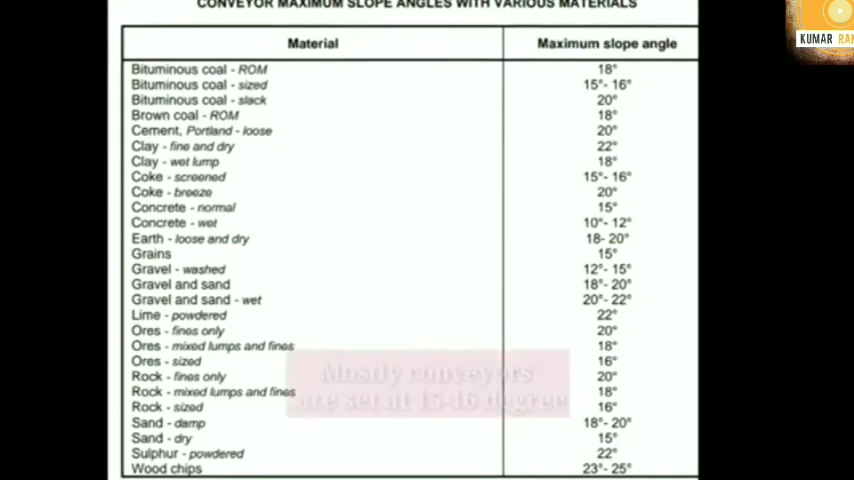 CONVEYOR MAXIMUM SLOPE ANGLES WITH VARIOUS MATERIALS
KUMAR RAN
Material Maximum slope angle
Bituminous coal - ROM 18°
Bituminous coal - sized 15°- 16°
Bituminous coal - slack 20°
Brown coal - ROM 18°
Cement, Portland - loose 20°
Clay - fine and dry 22°
Clay - wet lump 18°
Coke - screened 15°- 16°
Coke - breeze 20°
Concrete - normal 15°
Concrete - wet 10°- 12°
Earth - loose and dry 18- 20°
Grains 15°
Gravel - washed 12°- 15°
Gravel and sand 18°- 20°
Gravel and sand - wet 20°- 22°
Lime - powdered 22°
Ores - fines only 20°
Ores - mixed lumps and fines 18°
Ores - sized 16°
Rock - fines only 20°
Rock - mixed lumps and fines 18°
Rock - sized 16°
Sand - damp 18°- 20°
Sand - dry 15°
Sulphur - powdered 22°
Wood chips 23°- 25°
Mostly conveyors
are set at 15-16 degree